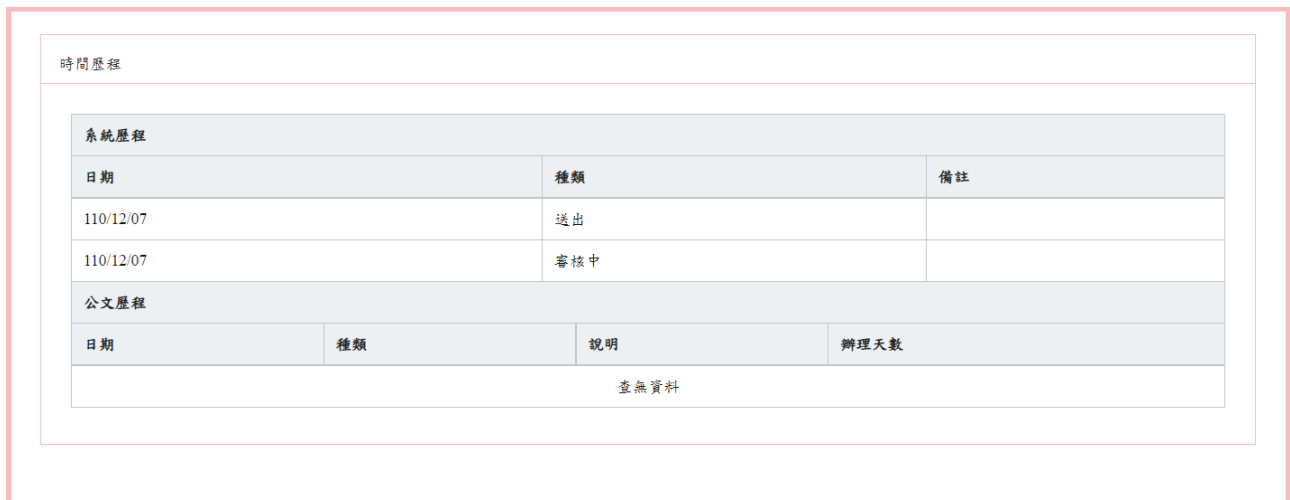 時間歷程
系統歷程
日期 種類 備註
110/12/07 送出
110/12/07 審核中
公文歷程
日期 種類 說明 辦理天數
查無資料